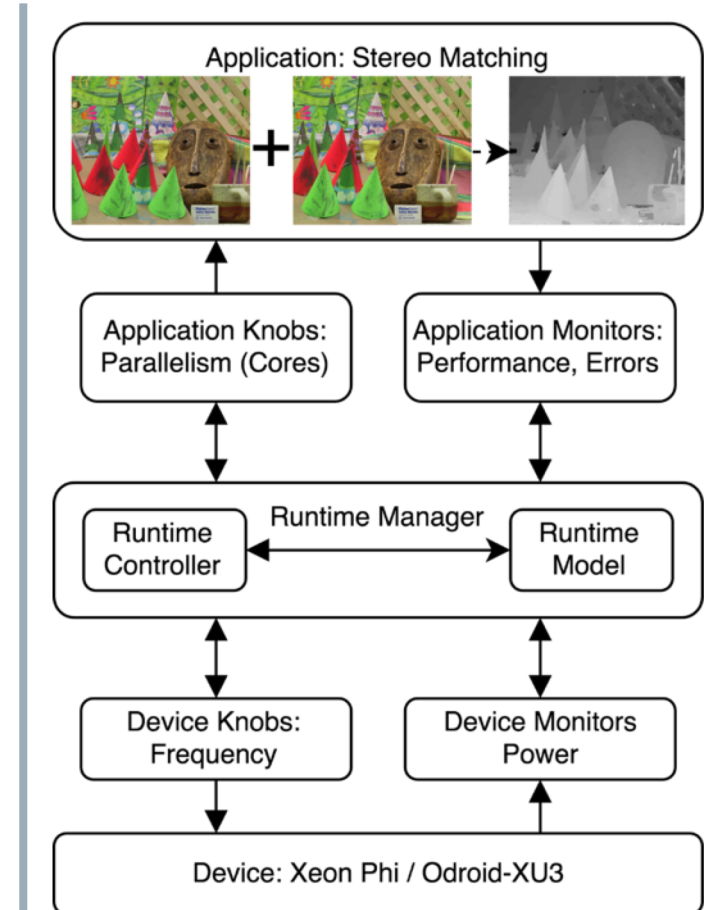 Application: Stereo Matching
+
Application Knobs:
Parallelism (Cores)
Application Monitors:
Performance, Errors
Runtime Manager
Runtime
Controller
Runtime
Model
Device Knobs:
Frequency
Device Monitors
Power
Device: Xeon Phi / Odroid-XU3